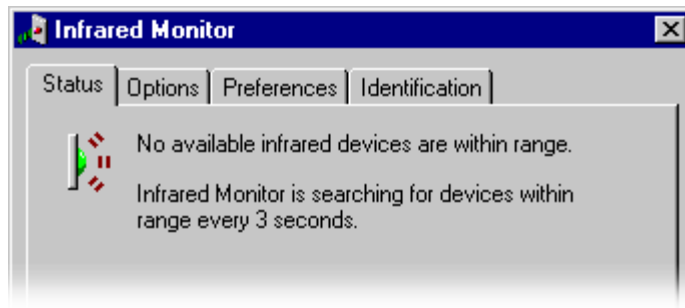 Infrared Monitor
Status Options Preferences Identification
No available infrared devices are within range.
Infrared Monitor is searching for devices within
range every 3 seconds.